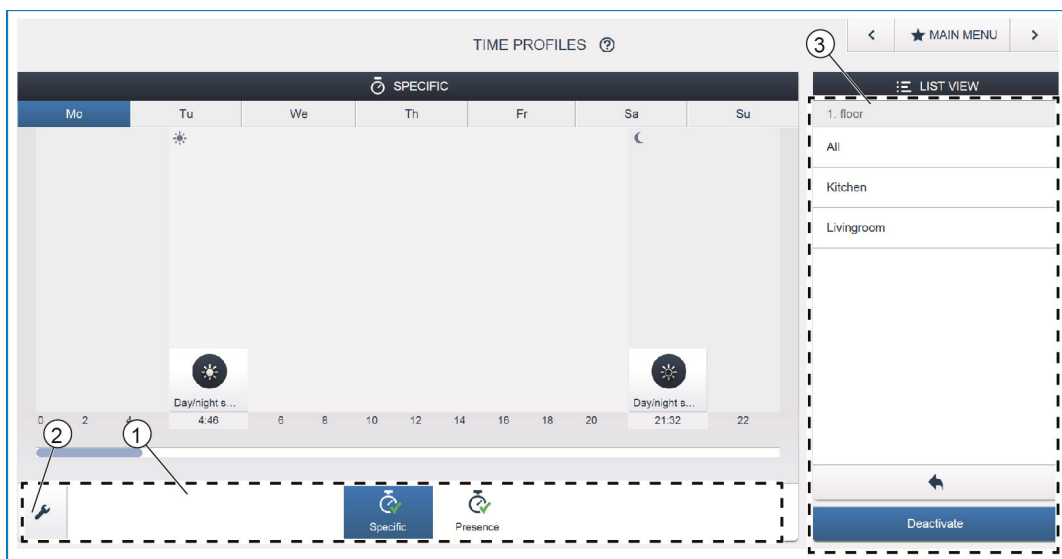 TIME PROFILES ?
3
< ★ MAIN MENU >
SPECIFIC
LIST VIEW
Mo Tu We Th Fr Sa Su
1. floor
All
Kitchen
Livingroom
Day/night s... Day/night s...
0 2 4 4:46 6 8 10 12 14 16 18 20 21:32 22
2 1
Specific Presence
Deactivate